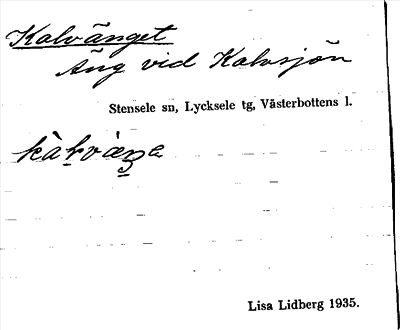 Kalvänget
Äng vid Kalvsjön
Stensele sn, Lycksele tg, Västerbottens l.
Lisa Lidberg 1935.